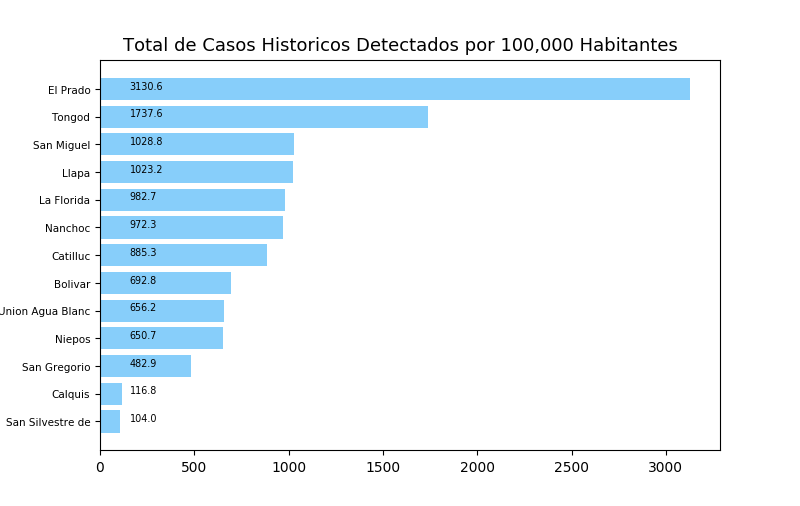 Total de Casos Historicos Detectados por 100,000 Habitantes
El Prado 3130.6
Tongod 1737.6
San Miguel 1028.8
Llapa 1023.2
La Florida 982.7
Nanchoc 972.3
Catilluc 885.3
Bolivar 692.8
Union Agua Blanc 656.2
Niepos 650.7
San Gregorio 482.9
Calquis 116.8
San Silvestre de 104.0
0 500 1000 1500 2000 2500 3000